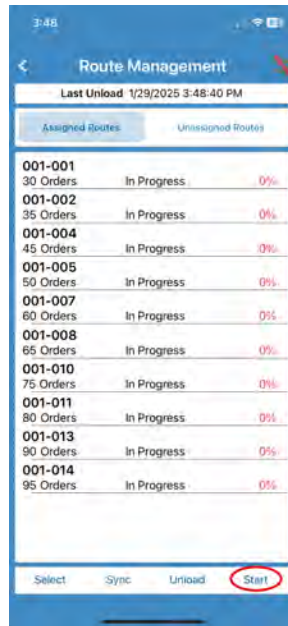 3:48
Route Management
Last Unload 1/29/2025 3:48:40 PM
Assigned Routes Unassigned Routes
001-001
30 Orders In Progress 0%
001-002
35 Orders In Progress 0%
001-004
45 Orders In Progress 0%
001-005
50 Orders In Progress 0%
001-007
60 Orders In Progress 0%
001-008
65 Orders In Progress 0%
001-010
75 Orders In Progress 0%
001-011
80 Orders In Progress 0%
001-013
90 Orders In Progress 0%
001-014
95 Orders In Progress 0%
Select Sync Unload Start